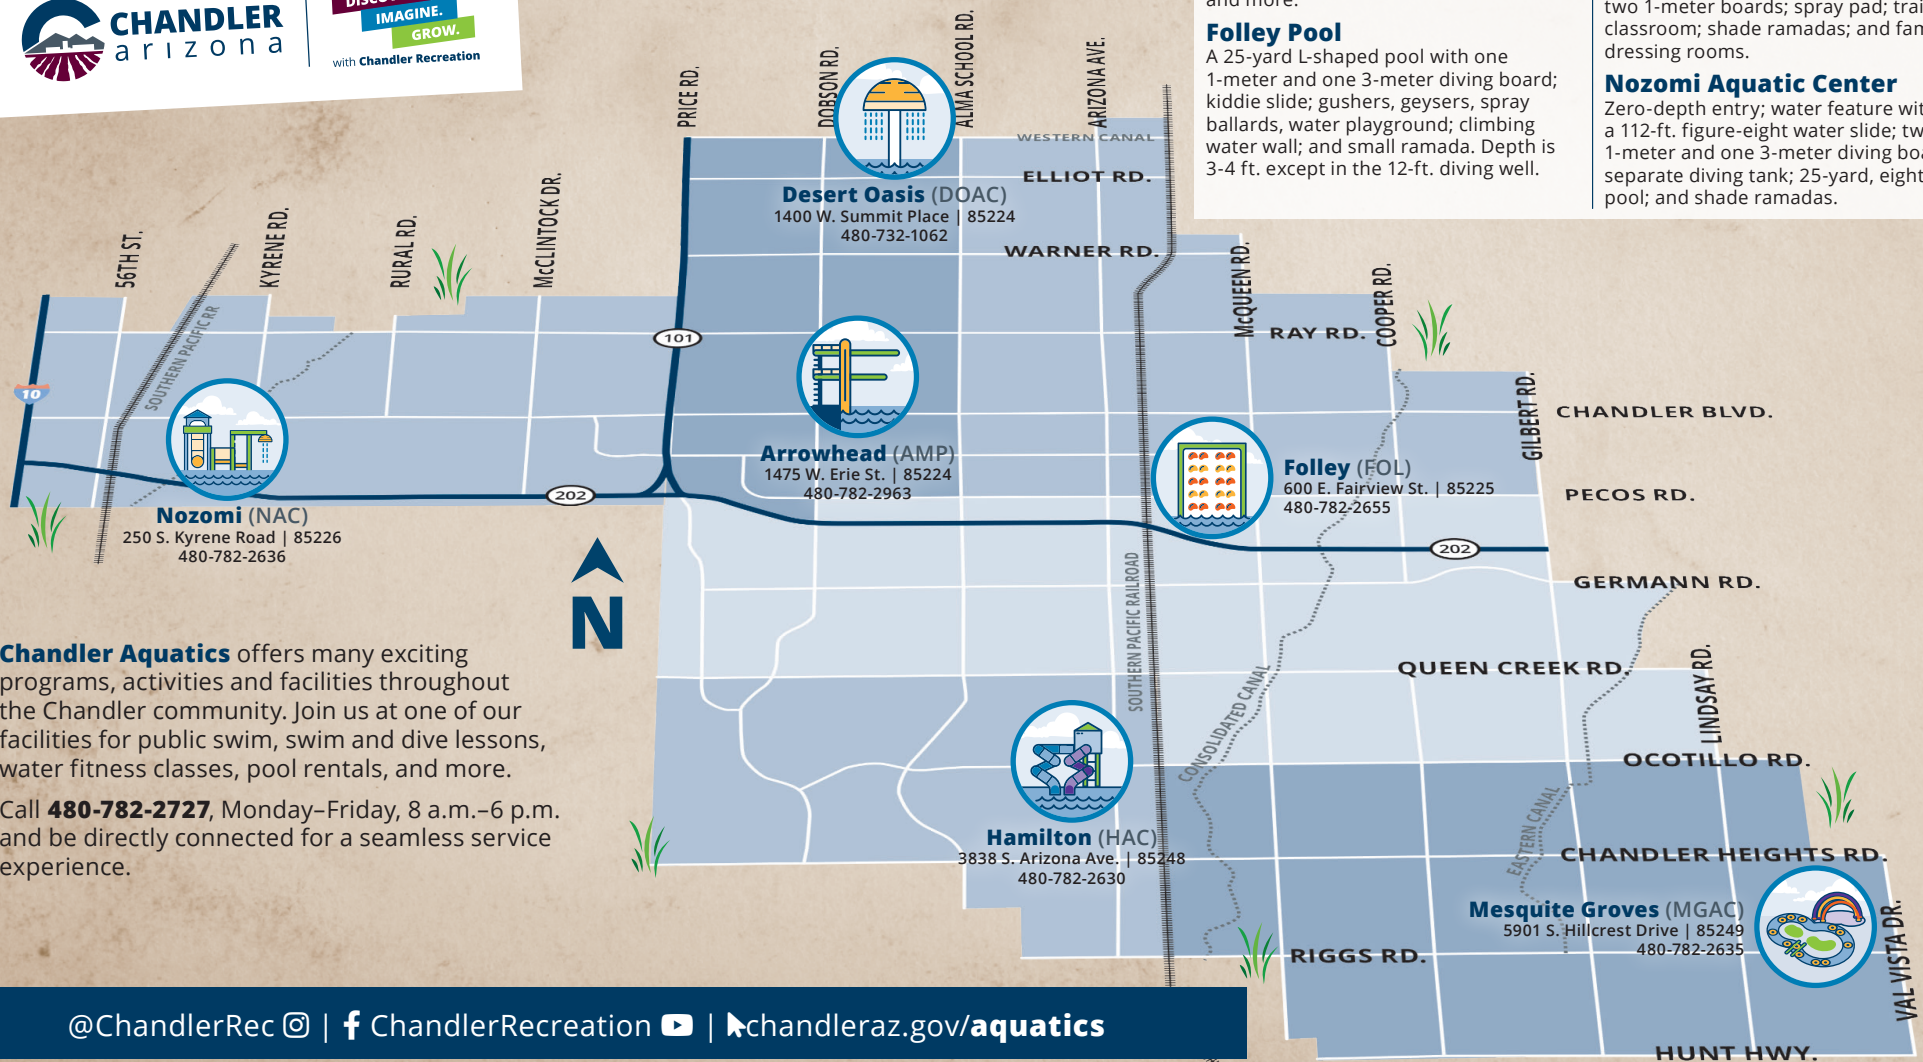 CHANDLER
arizona
IMAGINE.
GROW.
with Chandler Recreation
and more.
Folley Pool
A 25-yard L-shaped pool with one
1-meter and one 3-meter diving board;
kiddie slide; gushers, geysers, spray
ballards, water playground; climbing
water wall; and small ramada. Depth is
3-4 ft. except in the 12-ft. diving well.
two 1-meter boards; spray pad;
classroom; shade ramadas; and
dressing rooms.
Nozomi Aquatic Center
Zero-depth entry; water feature
a 112-ft. figure-eight water slide;
1-meter and one 3-meter diving
separate diving tank; 25-yard,
pool; and shade ramadas.
PRICE RD.
DOBSON RD.
ALMA SCHOOL RD.
ARIZONA AVE.
WESTERN CANAL
ELLIOT RD.
Desert Oasis (DOAC)
1400 W. Summit Place | 85224
480-732-1062
WARNER RD.
56TH ST.
KYRENE RD.
RURAL RD.
McCLINTOCK DR.
McQUEEN RD.
COOPER RD.
RAY RD.
SOUTHERN PACIFIC RR
101
10
GILBERT RD.
CHANDLER BLVD.
Arrowhead (AMP)
1475 W. Erie St. | 85224
480-782-2963
Folley (FOL)
600 E. Fairview St. | 85225
480-782-2655
PECOS RD.
202
Nozomi (NAC)
250 S. Kyrene Road | 85226
480-782-2636
202
GERMANN RD.
N
SOUTHERN PACIFIC RAILROAD
QUEEN CREEK RD.
LINDSAY RD.
CONSOLIDATED CANAL
OCOTILLO RD.
EASTERN CANAL
Hamilton (HAC)
3838 S. Arizona Ave. | 85248
480-782-2630
CHANDLER HEIGHTS RD.
Mesquite Groves (MGAC)
5901 S. Hillcrest Drive | 85249
480-782-2635
VAL VISTA DR.
RIGGS RD.
HUNT HWY.
Chandler Aquatics offers many exciting
programs, activities and facilities throughout
the Chandler community. Join us at one of our
facilities for public swim, swim and dive lessons,
water fitness classes, pool rentals, and more.
Call 480-782-2727, Monday–Friday, 8 a.m.–6 p.m.
and be directly connected for a seamless service
experience.
@ChandlerRec | ChandlerRecreation | chandleraz.gov/aquatics